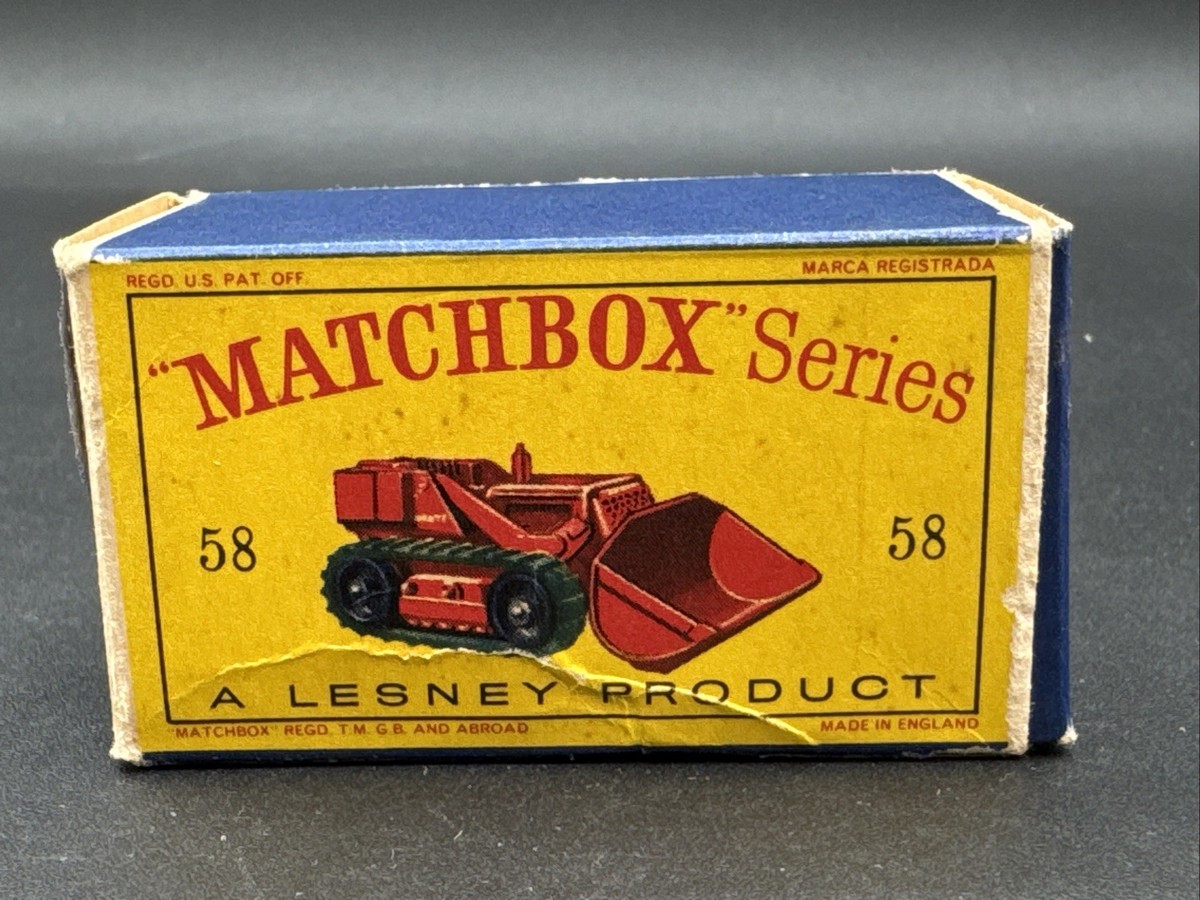 REGD. U.S. PAT. OFF. MARCA REGISTRADA
"MATCHBOX" Series
58 58
A LESNEY PRODUCT
"MATCHBOX" REGD. T.M. G.B. AND ABROAD MADE IN ENGLAND